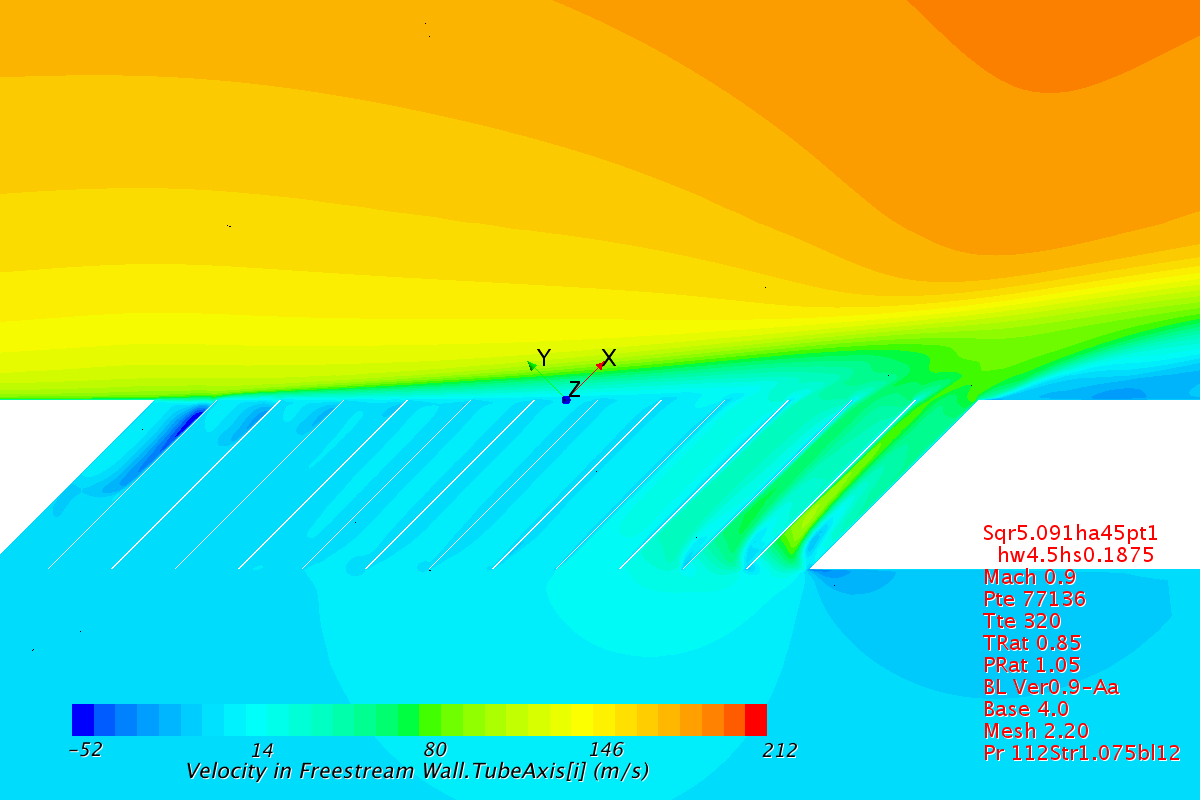 Y X
Z
Sqr5.091ha45pt1
hw4.5hs0.1875
Mach 0.9
Pte 77136
Tte 320
TRat 0.85
PRat 1.05
BL Ver0.9-Aa
Base 4.0
Mesh 2.20
Pr 112Str1.075bl12
-52 14 80 146 212
Velocity in Freestream Wall.TubeAxis[i] (m/s)